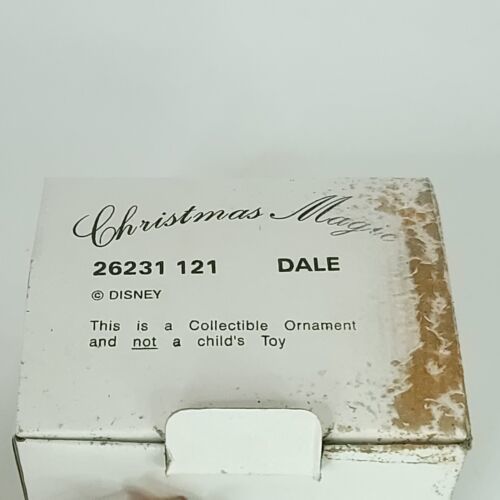 Christmas Magic
26231 121 DALE
© DISNEY
This is a Collectible Ornament
and not a child's Toy